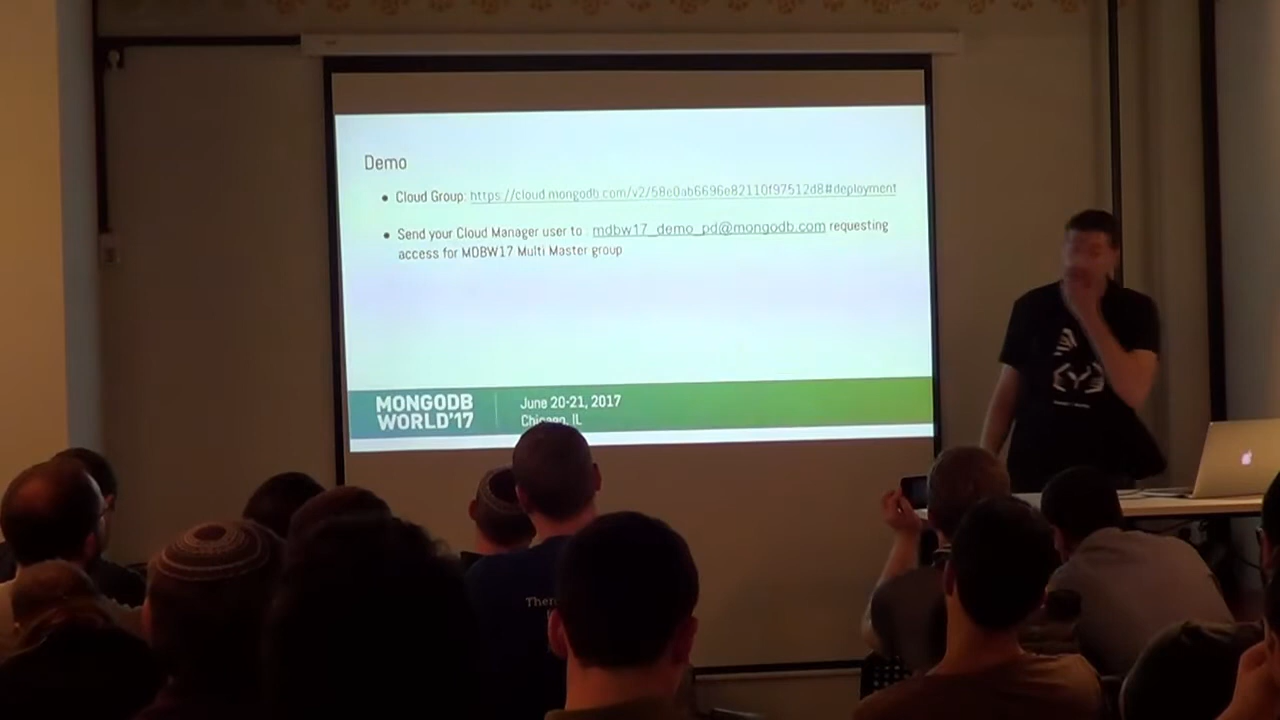 Demo
Cloud Group: https://cloud.mongodb.com/v2/58e0ab6696e82110f97512d8#deployment
Send your Cloud Manager user to mdbw17_demo_pd@mongodb.com requesting
access for MDBW17 Multi Master group
MONGODB
WORLD'17
June 20-21, 2017
Chicago, IL